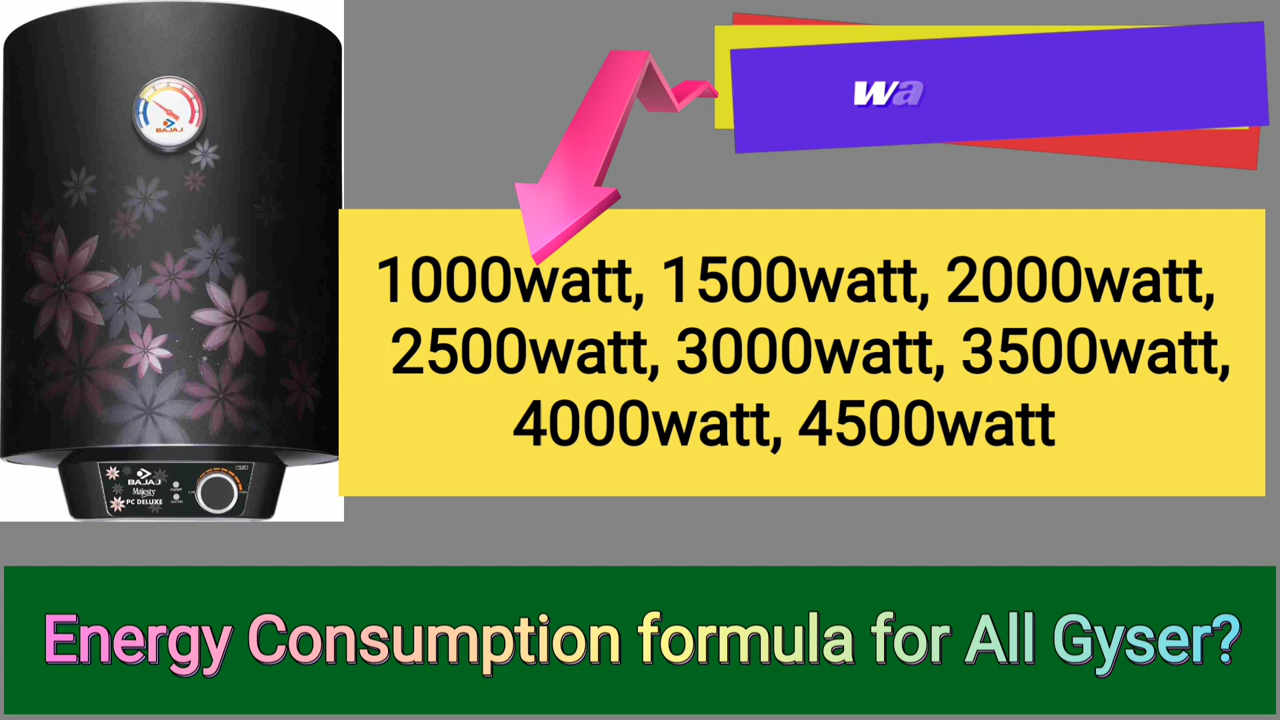 wa
BAJAJ
1000watt, 1500watt, 2000watt,
2500watt, 3000watt, 3500watt,
4000watt, 4500watt
BAJAJ
Majesty
PC DELUXE
Energy Consumption formula for All Gyser?